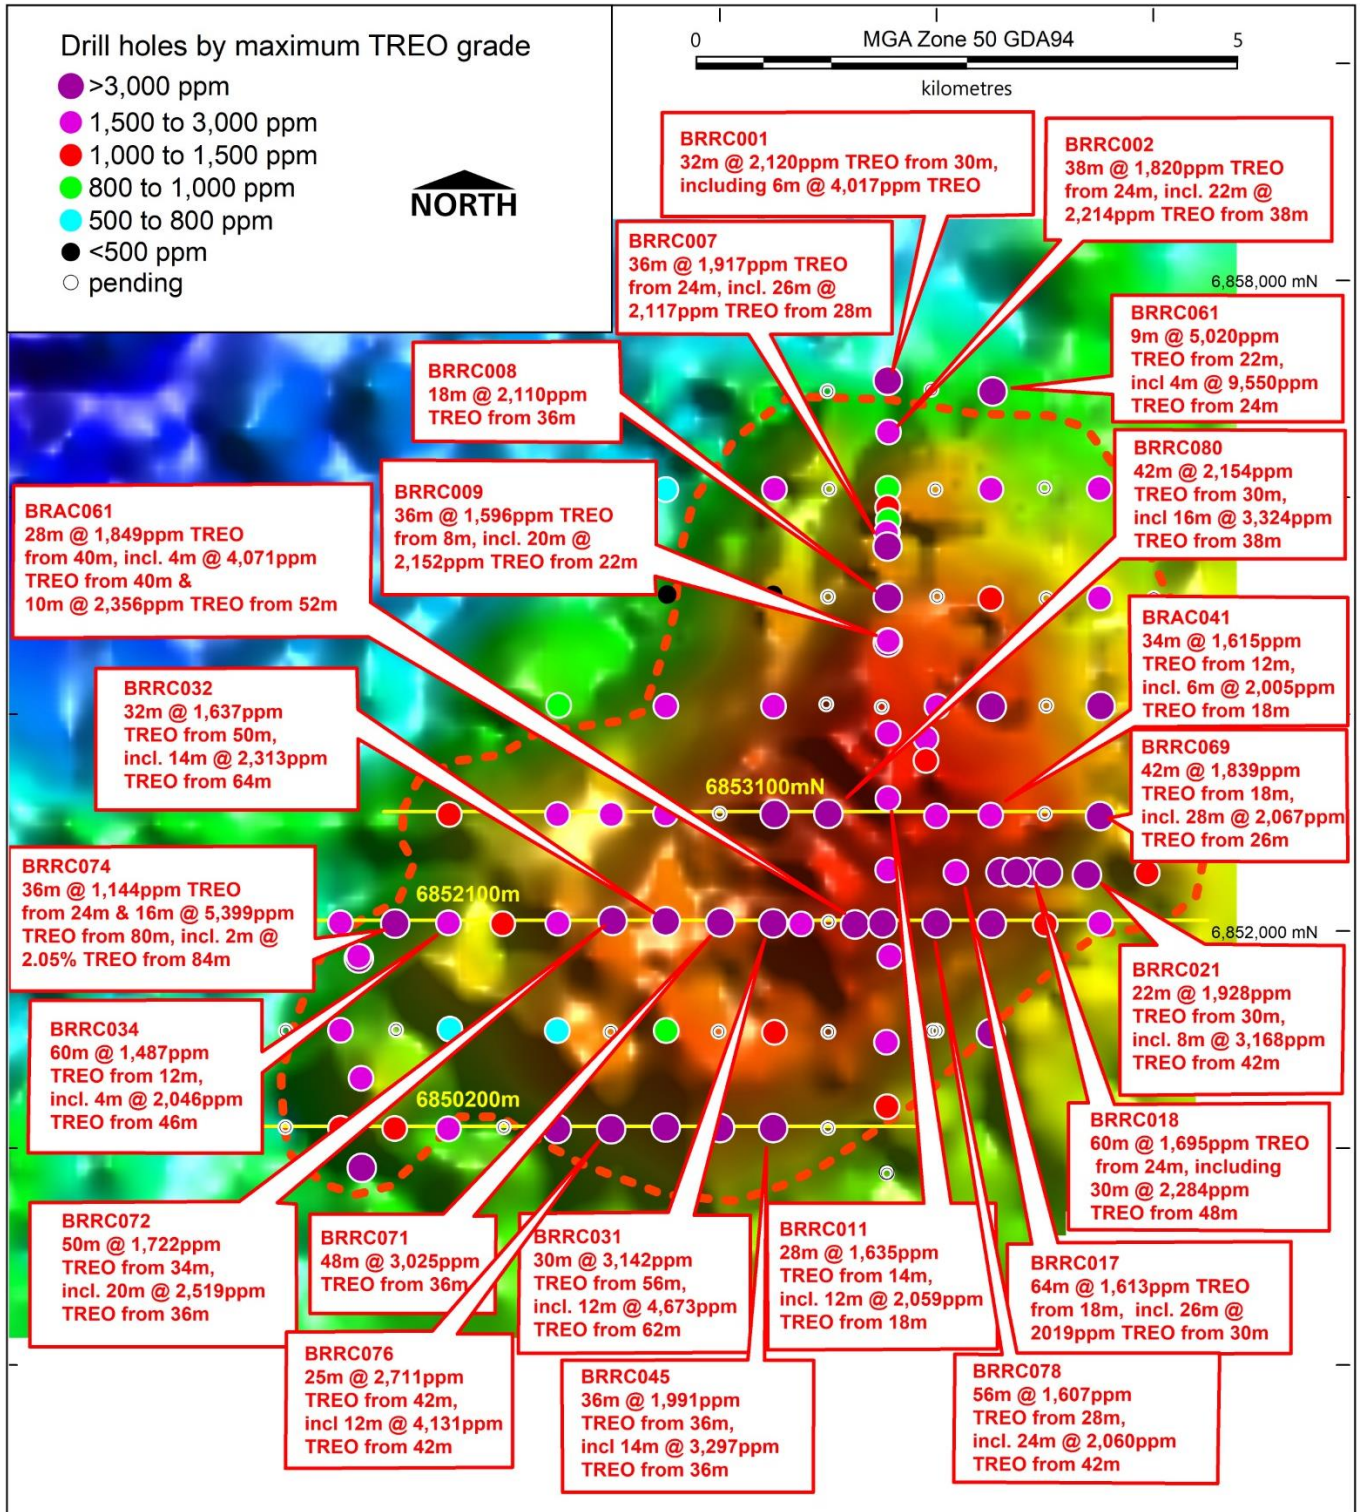 Drill holes by maximum TREO grade
>3,000 ppm
1,500 to 3,000 ppm
1,000 to 1,500 ppm
800 to 1,000 ppm
500 to 800 ppm
<500 ppm
pending
NORTH
0
MGA Zone 50 GDA94
5
kilometres
BRRC001
32m @ 2,120ppm TREO from 30m,
including 6m @ 4,017ppm TREO
BRRC002
38m @ 1,820ppm TREO
from 24m, incl. 22m @
2,214ppm TREO from 38m
BRRC007
36m @ 1,917ppm TREO
from 24m, incl. 26m @
2,117ppm TREO from 28m
6,858,000 mN
BRRC061
9m @ 5,020ppm
TREO from 22m,
incl 4m @ 9,550ppm
TREO from 24m
BRRC008
18m @ 2,110ppm
TREO from 36m
BRRC080
42m @ 2,154ppm
TREO from 30m,
incl 16m @ 3,324ppm
TREO from 38m
BRRC009
36m @ 1,596ppm TREO
from 8m, incl. 20m @
2,152ppm TREO from 22m
BRAC061
28m @ 1,849ppm TREO
from 40m, incl. 4m @ 4,071ppm
TREO from 40m &
10m @ 2,356ppm TREO from 52m
BRAC041
34m @ 1,615ppm
TREO from 12m,
incl. 6m @ 2,005ppm
TREO from 18m
BRRC032
32m @ 1,637ppm
TREO from 50m,
incl. 14m @ 2,313ppm
TREO from 64m
BRRC069
42m @ 1,839ppm
TREO from 18m,
incl. 28m @ 2,067ppm
TREO from 26m
6853100mN
BRRC074
36m @ 1,144ppm TREO
from 24m & 16m @ 5,399ppm
TREO from 80m, incl. 2m @
2.05% TREO from 84m
6852100m
6,852,000 mN
BRRC021
22m @ 1,928ppm
TREO from 30m,
incl. 8m @ 3,168ppm
TREO from 42m
BRRC034
60m @ 1,487ppm
TREO from 12m,
incl. 4m @ 2,046ppm
TREO from 46m
6850200m
BRRC018
60m @ 1,695ppm TREO
from 24m, including
30m @ 2,284ppm
TREO from 48m
BRRC072
50m @ 1,722ppm
TREO from 34m,
incl. 20m @ 2,519ppm
TREO from 36m
BRRC071
48m @ 3,025ppm
TREO from 36m
BRRC031
30m @ 3,142ppm
TREO from 56m,
incl. 12m @ 4,673ppm
TREO from 62m
BRRC011
28m @ 1,635ppm
TREO from 14m,
incl. 12m @ 2,059ppm
TREO from 18m
BRRC017
64m @ 1,613ppm TREO
from 18m, incl. 26m @
2019ppm TREO from 30m
BRRC076
25m @ 2,711ppm
TREO from 42m,
incl 12m @ 4,131ppm
TREO from 42m
BRRC045
36m @ 1,991ppm
TREO from 36m,
incl 14m @ 3,297ppm
TREO from 36m
BRRC078
56m @ 1,607ppm
TREO from 28m,
incl. 24m @ 2,060ppm
TREO from 42m